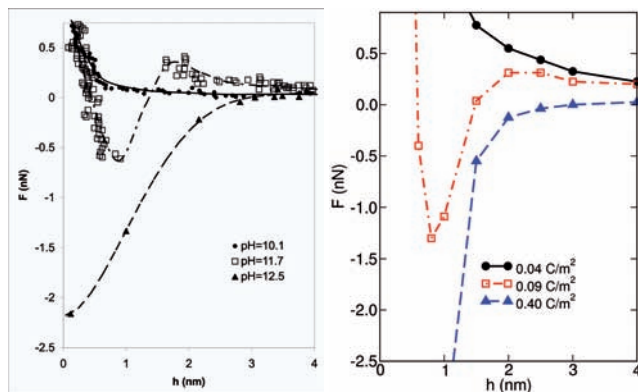 0.5
0
-0.5
-1
-1.5
-2
-2.5
F (nN)
pH=10.1
pH=11.7
pH=12.5
0
1
2
3
4
h (nm)
0.5
0.0
-0.5
-1.0
-1.5
-2.0
-2.5
F (nN)
0.04 C/m²
0.09 C/m²
0.40 C/m²
0
1
2
3
4
h (nm)